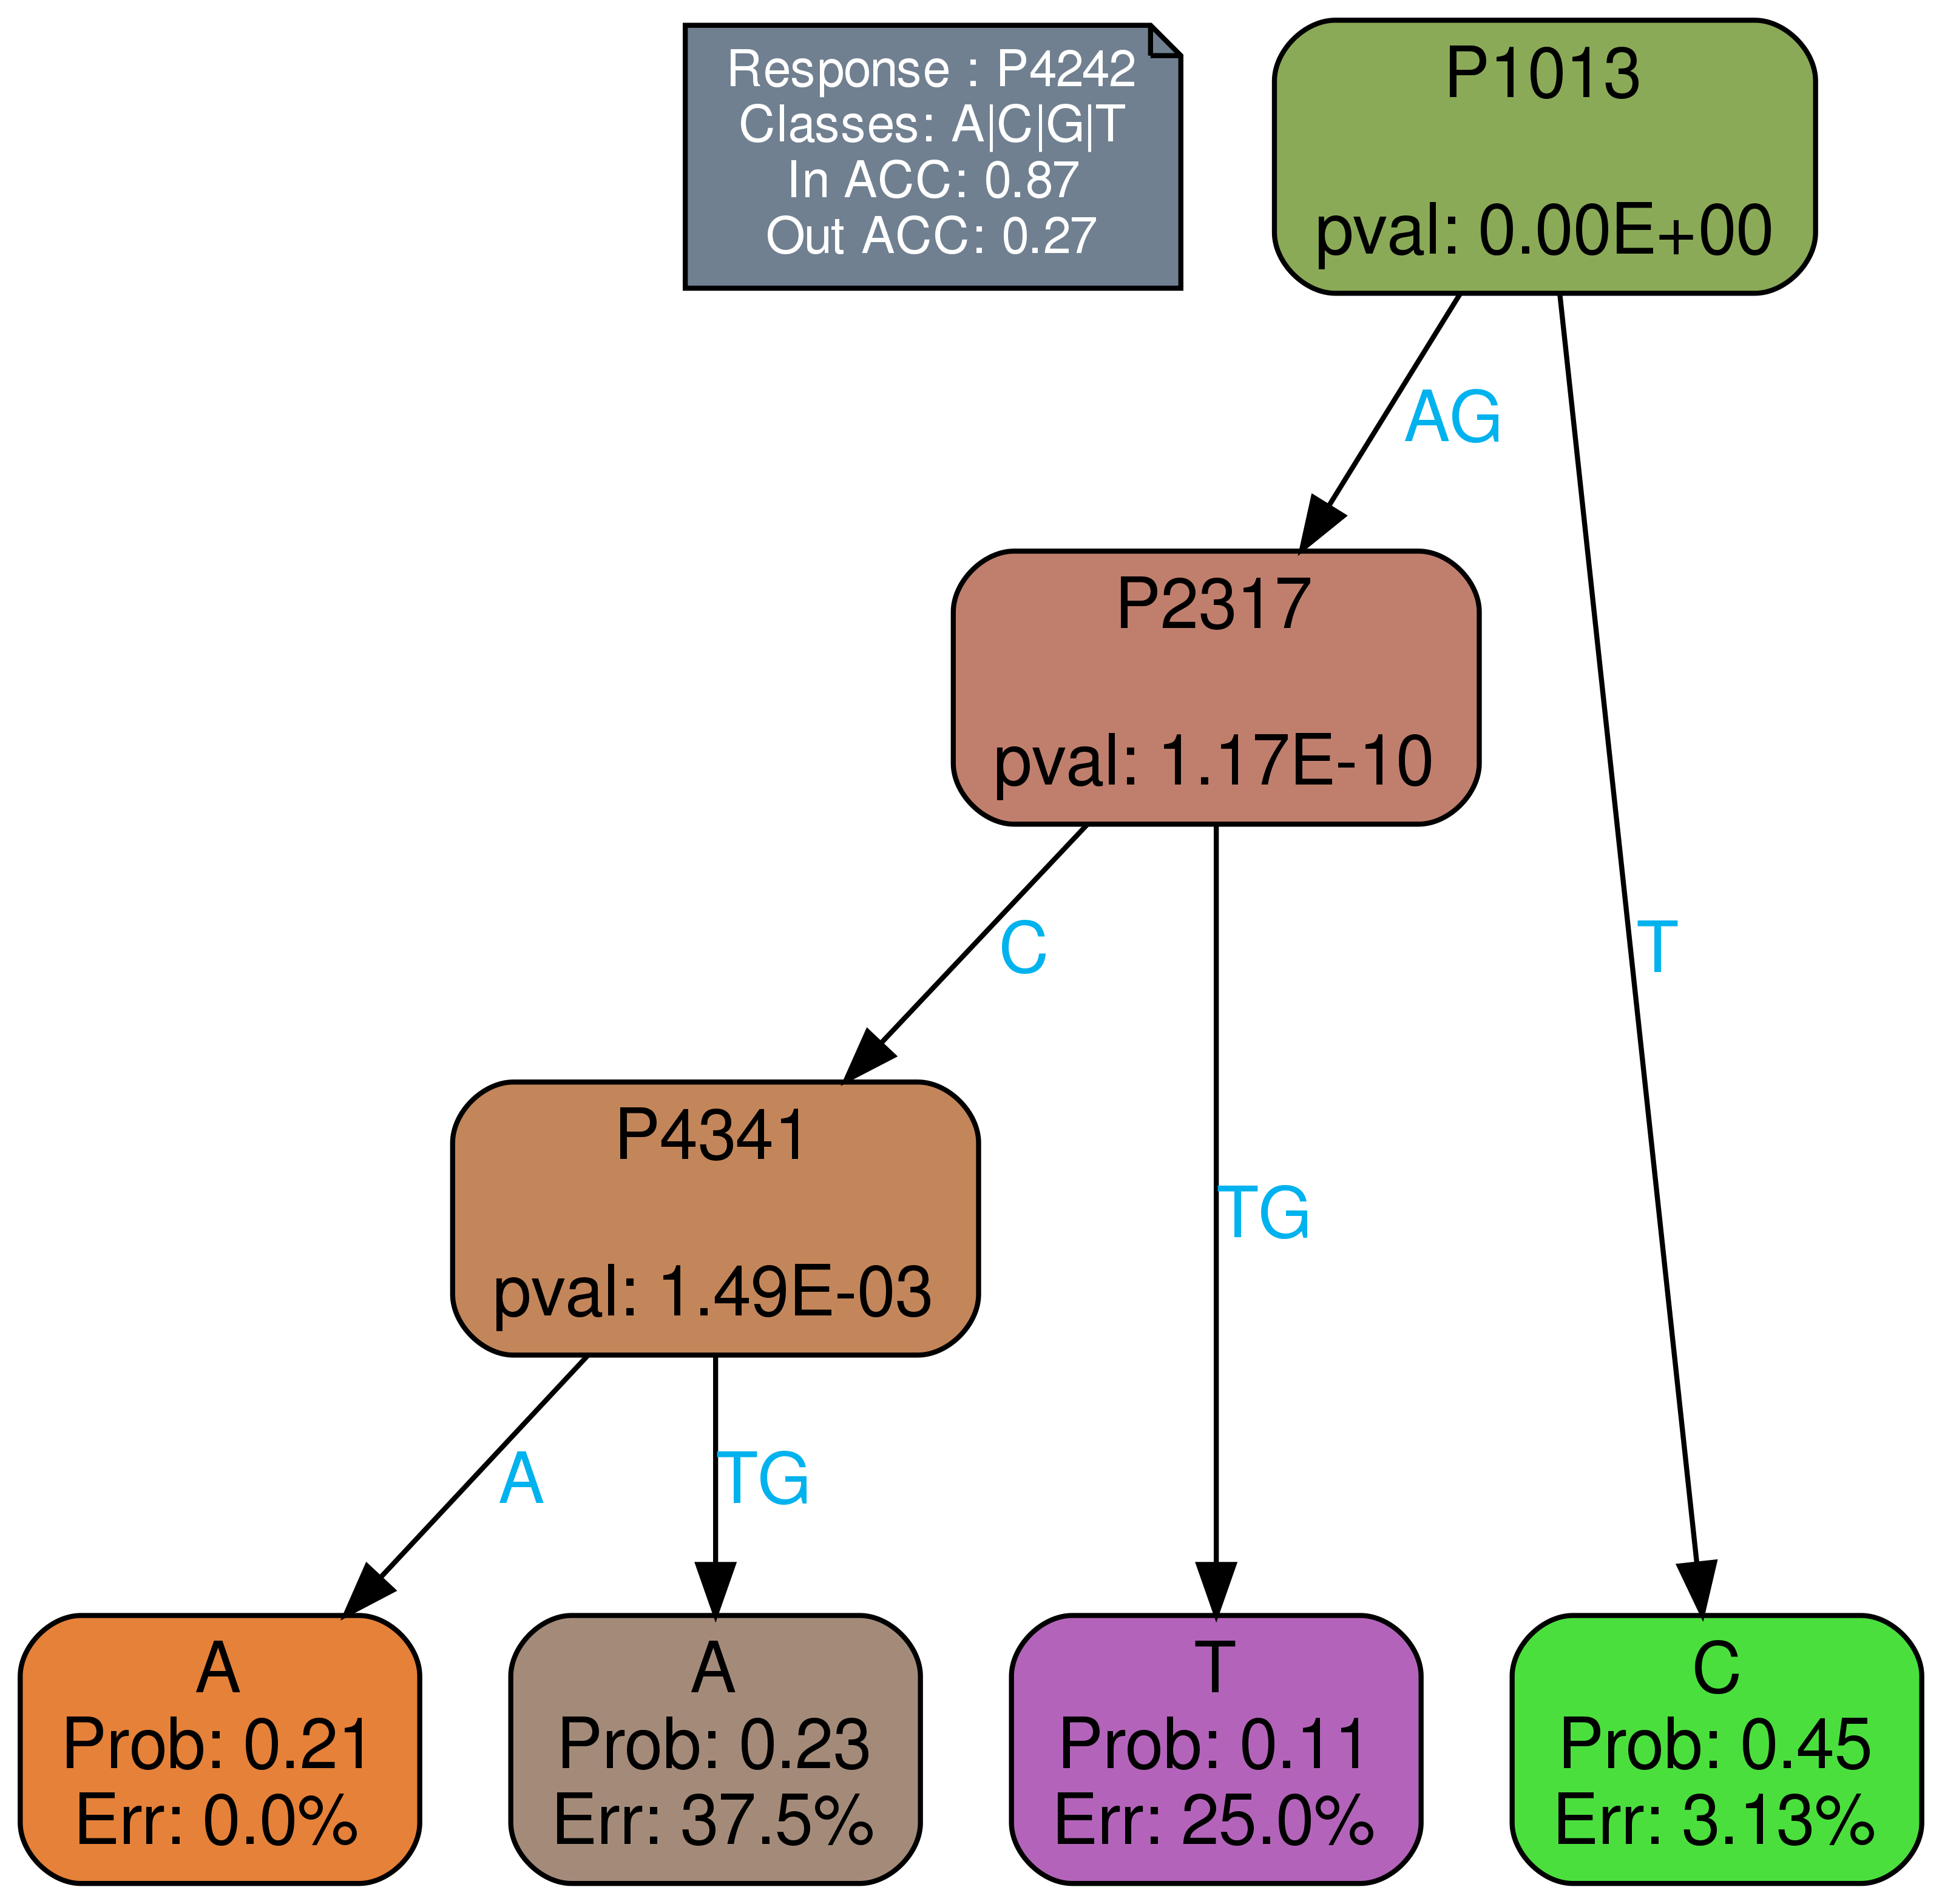 Response : P4242
Classes: A|C|G|T
In ACC: 0.87
Out ACC: 0.27
P1013
pval: 0.00E+00
AG
P2317
pval: 1.17E-10
C
T
P4341
pval: 1.49E-03
TG
A
TG
A
Prob: 0.21
Err: 0.0%
A
Prob: 0.23
Err: 37.5%
T
Prob: 0.11
Err: 25.0%
C
Prob: 0.45
Err: 3.13%